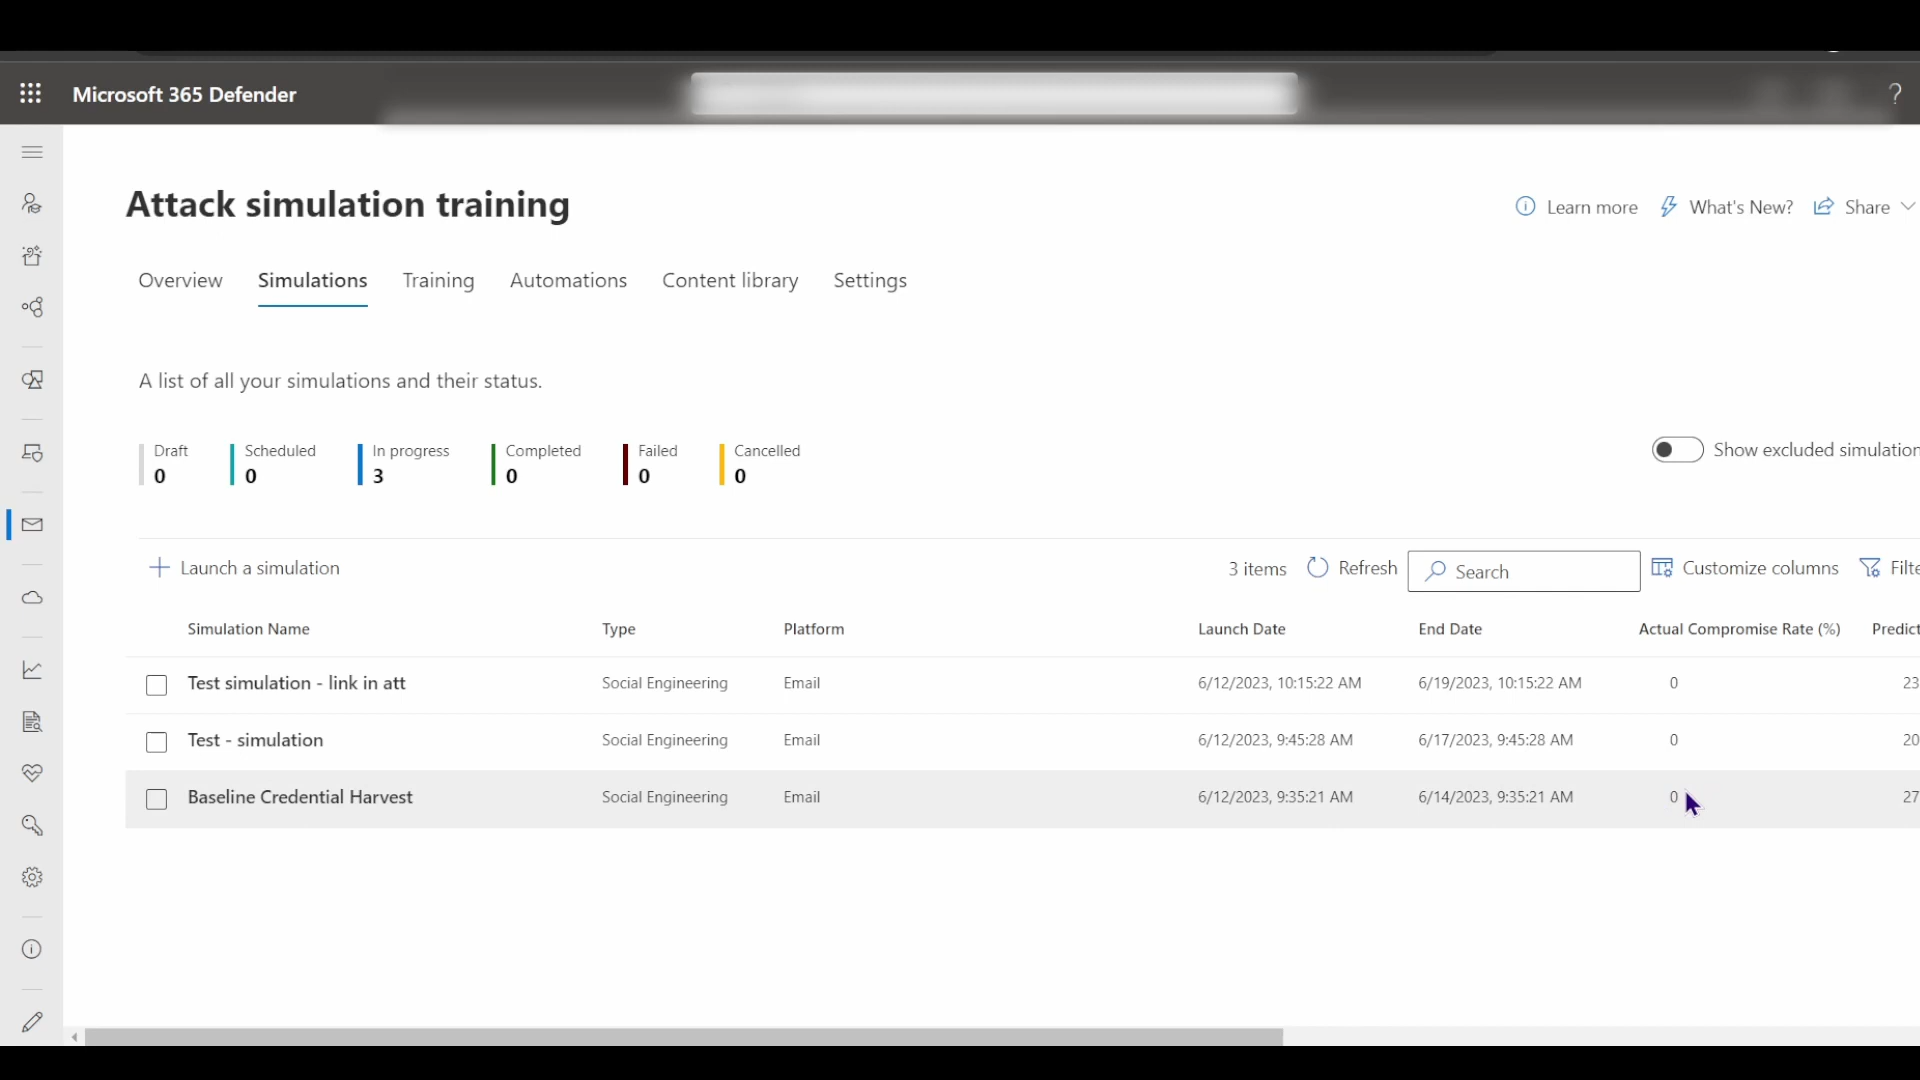 Microsoft 365 Defender
?
Attack simulation training
Learn more What's New? Share
Overview Simulations Training Automations Content library Settings
A list of all your simulations and their status.
Draft Scheduled In progress Completed Failed Cancelled
0 0 3 0 0 0
Show excluded simulation
+ Launch a simulation 3 items Refresh Search Customize columns Filte
Simulation Name Type Platform Launch Date End Date Actual Compromise Rate (%) Predict
Test simulation - link in att Social Engineering Email 6/12/2023, 10:15:22 AM 6/19/2023, 10:15:22 AM 0 23
Test - simulation Social Engineering Email 6/12/2023, 9:45:28 AM 6/17/2023, 9:45:28 AM 0 20
Baseline Credential Harvest Social Engineering Email 6/12/2023, 9:35:21 AM 6/14/2023, 9:35:21 AM 0 27